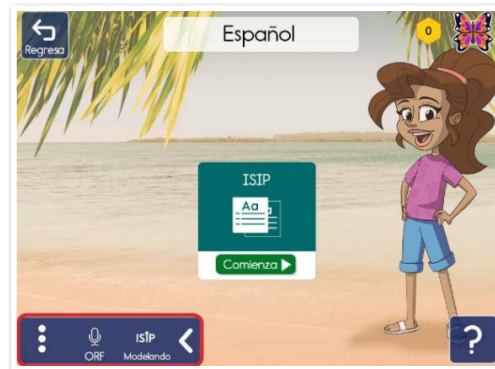 Español
0
Regresa
ISIP
Aa
Comienza
ORF
ISIP
Modelando
?